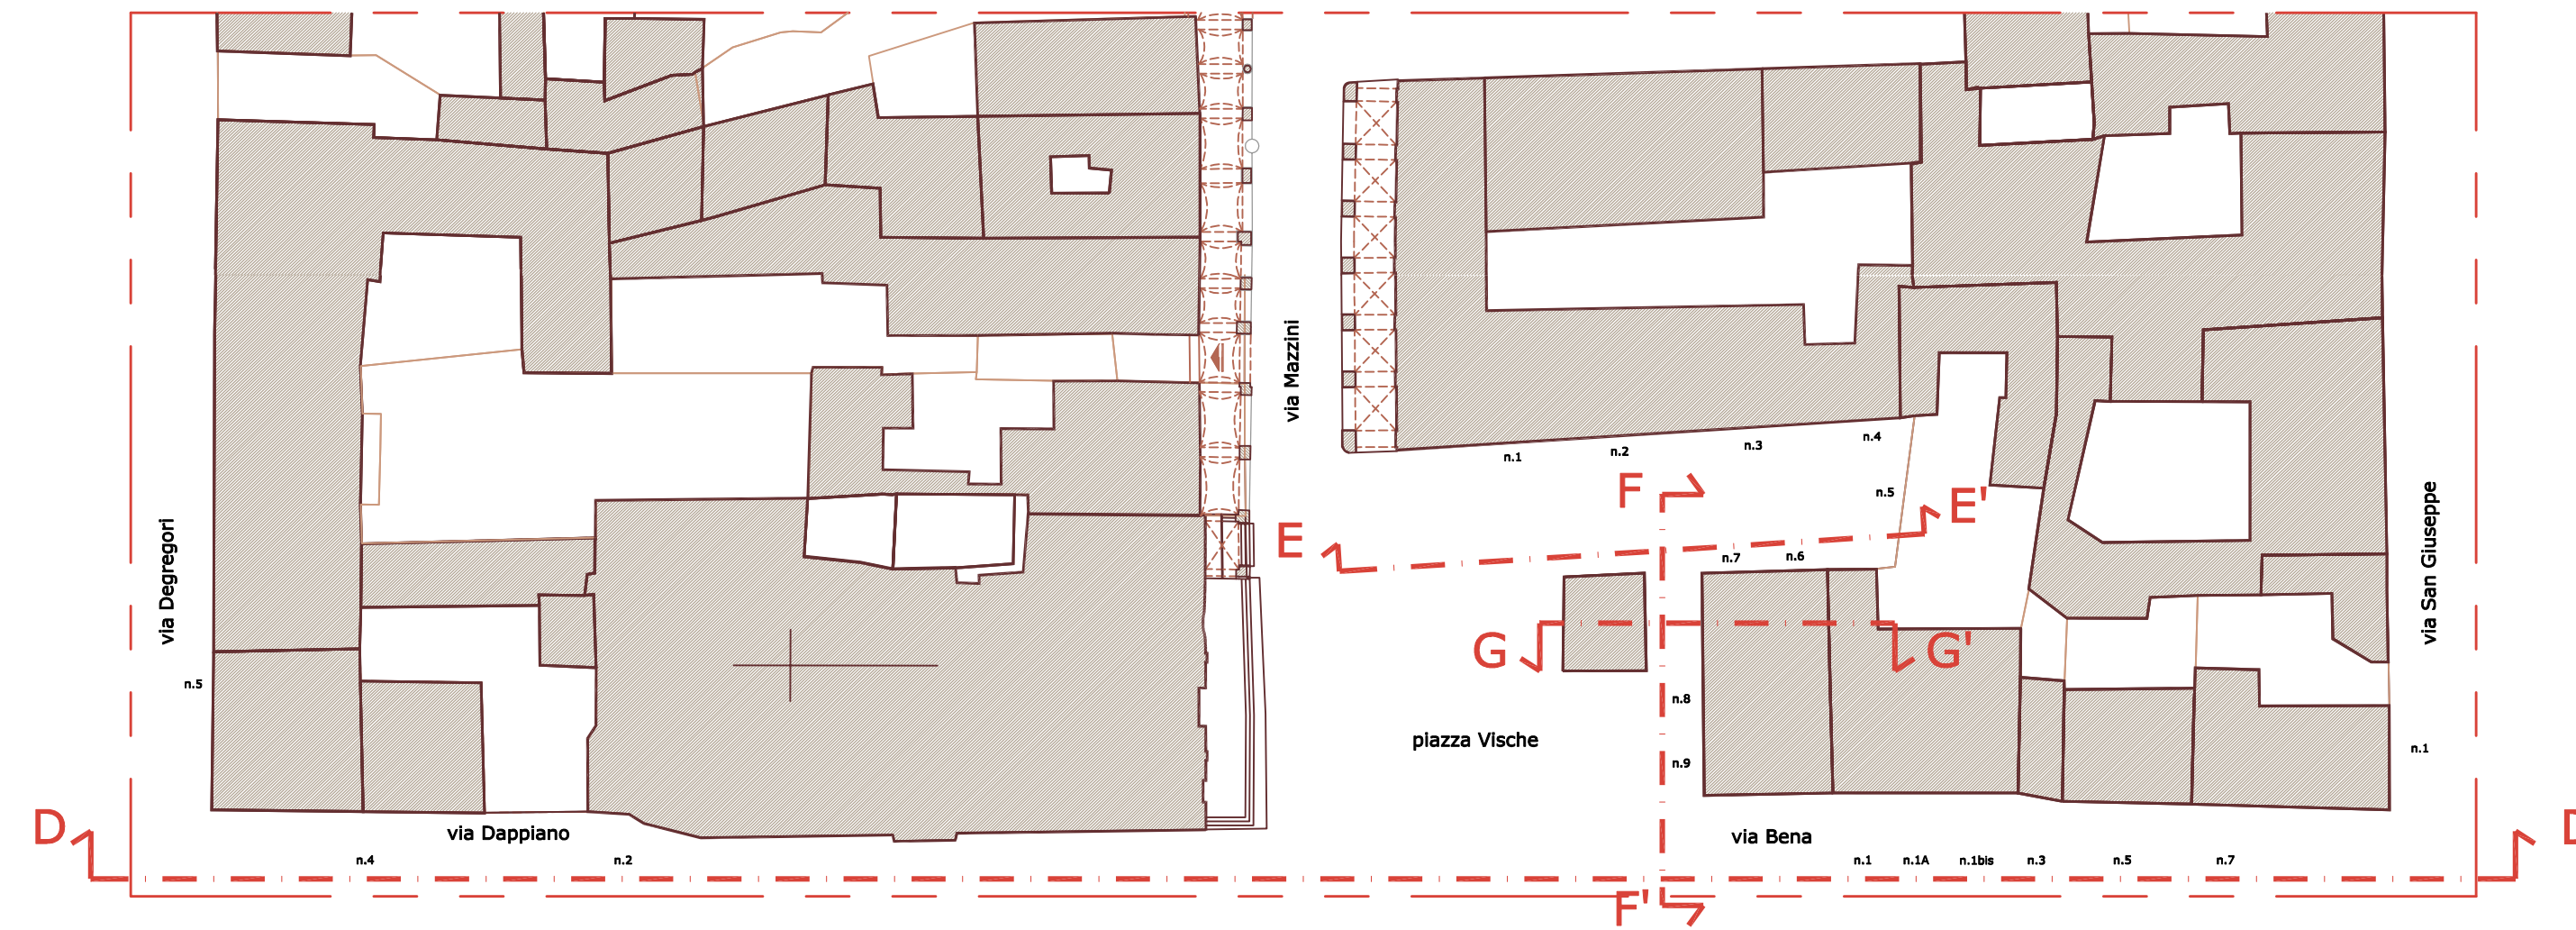 via Mazzini
n.4
n.3
n.2
n.1
F
n.5
E'
E
via Degregori
via San Giuseppe
n.7
n.6
G
G'
n.5
n.8
piazza Vische
n.1
n.9
D
via Dappiano
via Bena
D
n.4
n.2
n.1
n.1A
n.1bis
n.3
n.5
n.7
F'